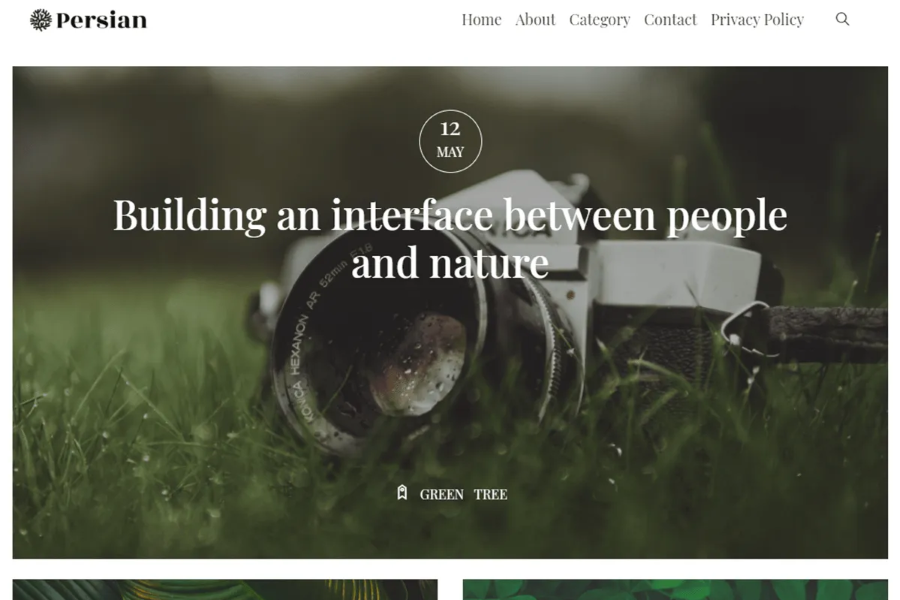 Persian
Home About Category Contact Privacy Policy
12
MAY
Building an interface between people
and nature
KONICA HEXANON AR 52mm F1.8
GREEN TREE